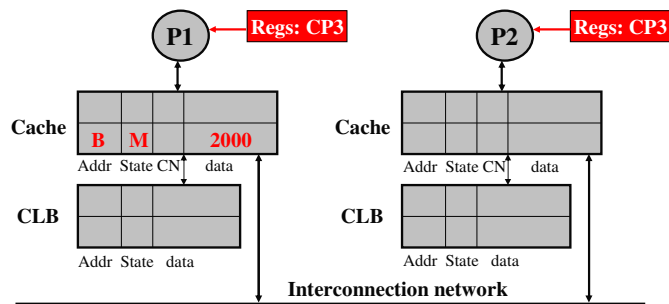 P1
Regs: CP3
P2
Regs: CP3
Cache
B M 2000
Addr State CN data
Cache
Addr State CN data
CLB
Addr State data
CLB
Addr State data
Interconnection network